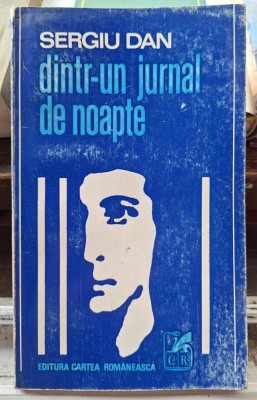 SERGIU DAN
dintr-un jurnal
de noapte
CR
EDITURA CARTEA ROMÂNEASCĂ